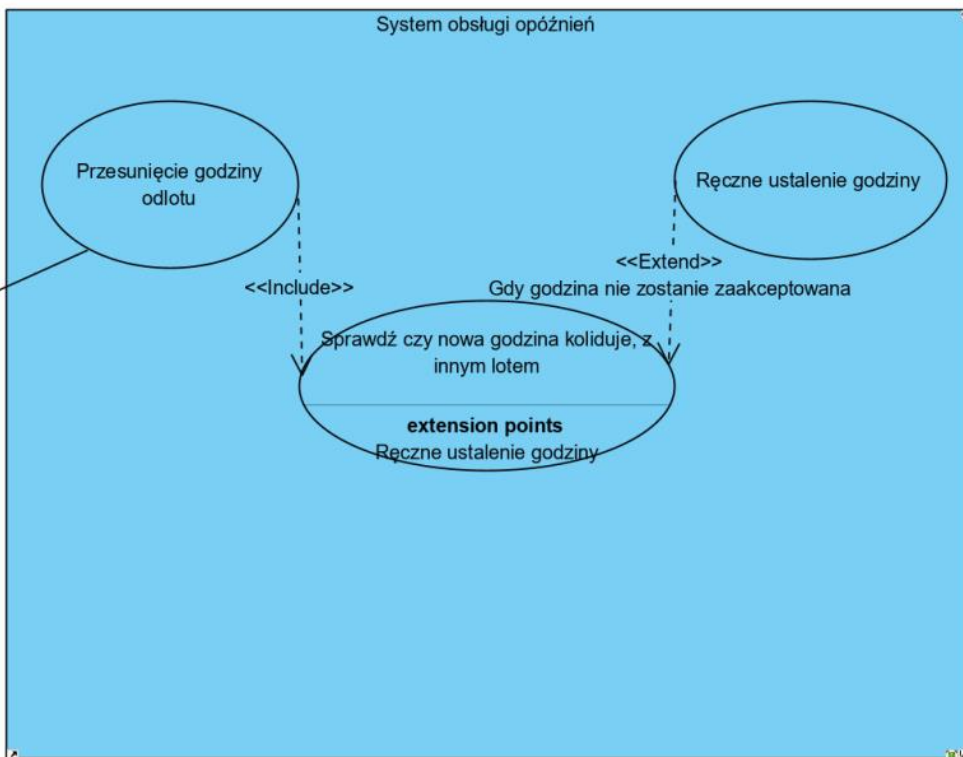 System obsługi opóźnień
Przesunięcie godziny
odlotu
Ręczne ustalenie godziny
<<Include>>
<<Extend>>
Gdy godzina nie zostanie zaakceptowana
Sprawdź czy nowa godzina koliduje, z
innym lotem
extension points
Ręczne ustalenie godziny